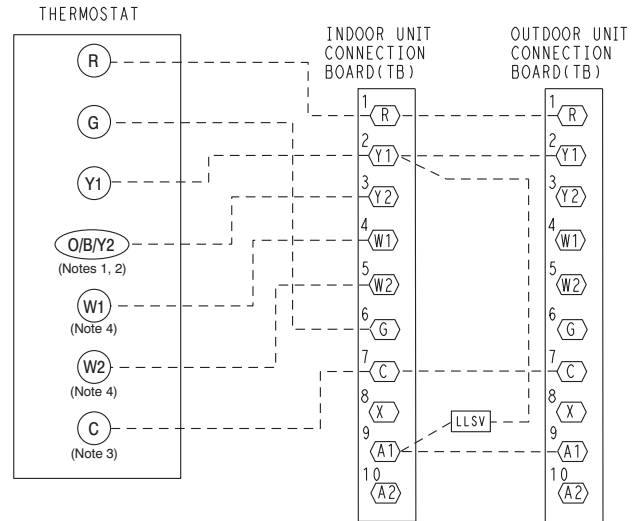 THERMOSTAT
R
G
Y1
O/B/Y2
(Notes 1, 2)
W1
(Note 4)
W2
(Note 4)
C
(Note 3)
INDOOR UNIT
CONNECTION
BOARD(TB)
1
R
2
Y1
3
Y2
4
W1
5
W2
6
G
7
C
8
X
9
A1
10
A2
LLSV
OUTDOOR UNIT
CONNECTION
BOARD(TB)
1
R
2
Y1
3
Y2
4
W1
5
W2
6
G
7
C
8
X
9
A1
10
A2